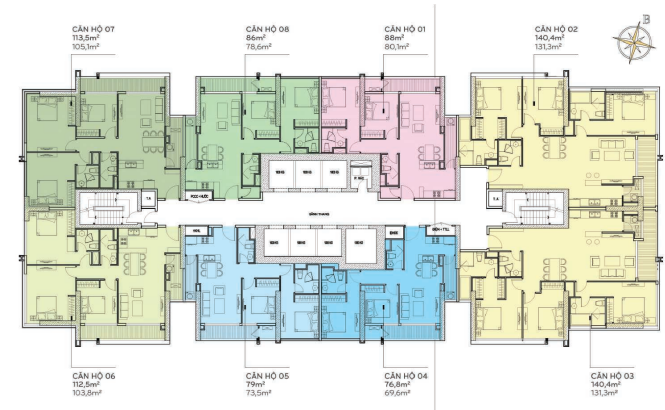 CĂN HỘ 07
113,5m²
105,1m²
CĂN HỘ 08
86m²
78,6m²
CĂN HỘ 01
88m²
80,1m²
CĂN HỘ 02
140,4m²
131,3m²
B
T.A
T.A
SẢNH THANG
CĂN HỘ 06
112,5m²
103,8m²
CĂN HỘ 05
79m²
73,5m²
CĂN HỘ 04
76,8m²
69,6m²
CĂN HỘ 03
140,4m²
131,3m²